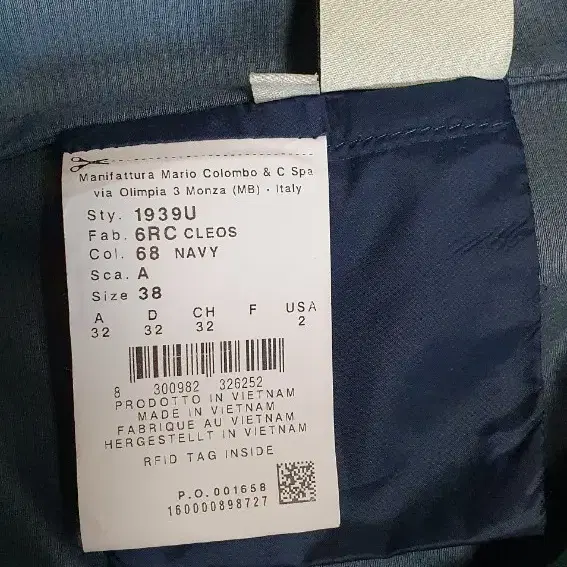 Manifattura Mario Colombo & C Spa
via Olimpia 3 Monza (MB) - Italy
Sty. 1939U
Fab. 6RC CLEOS
Col. 68 NAVY
Sca. A
Size 38
A D CH F USA
32 32 32 2
8 300982 326252
PRODOTTO IN VIETNAM
MADE IN VIETNAM
FABRIQUE AU VIETNAM
HERGESTELLT IN VIETNAM
RFID TAG INSIDE
P.O. 001658
160000898727